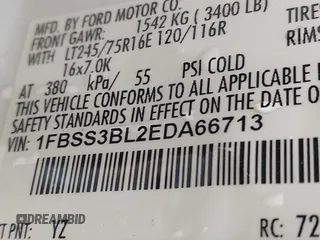 MFD. BY FORD MOTOR CO.
FRONT GAWR: 1542 KG ( 3400 LB)
WITH LT245/75R16E 120/116R TIRE
16x7.0K RIMS
AT 380 kPa/ 55 PSI COLD
THIS VEHICLE CONFORMS TO ALL APPLICABLE
SAFETY STANDARDS IN EFFECT ON THE DATE O
VIN: 1FBSS3BL2EDA66713
T PNT: YZ RC: 72
DREAMBID